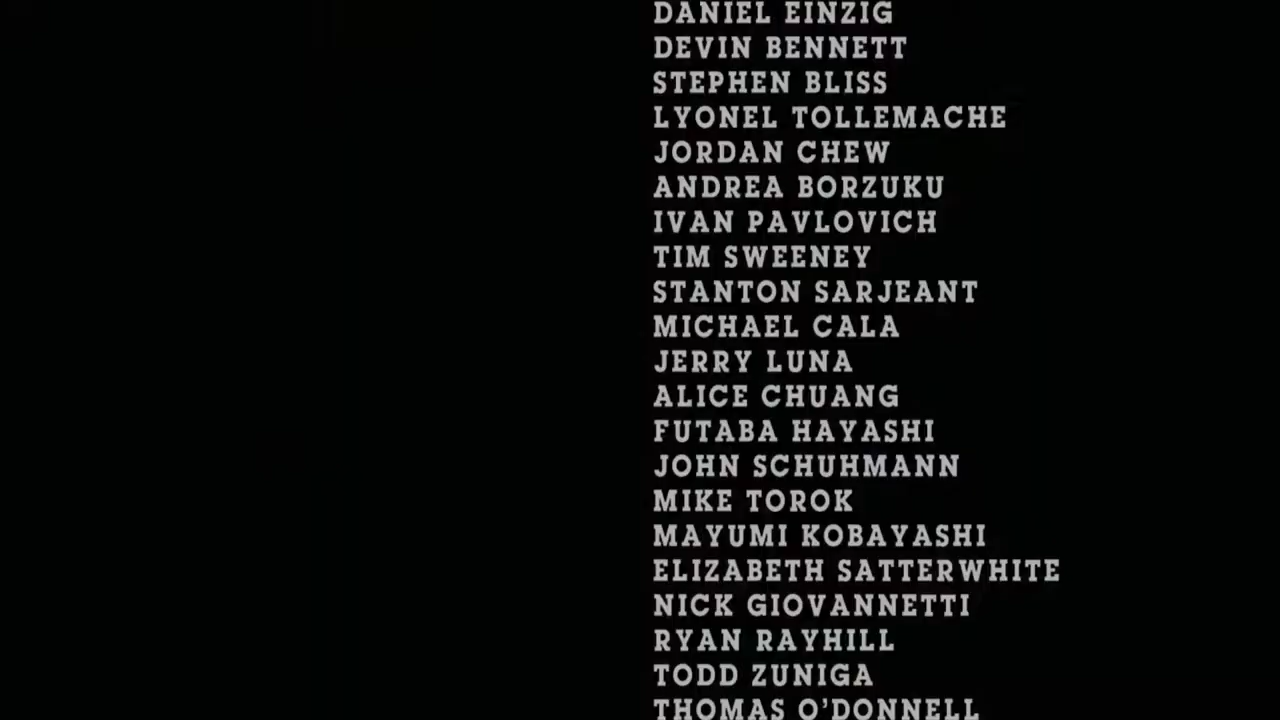 DANIEL EINZIG
DEVIN BENNETT
STEPHEN BLISS
LYONEL TOLLEMACHE
JORDAN CHEW
ANDREA BORZUKU
IVAN PAVLOVICH
TIM SWEENEY
STANTON SARJEANT
MICHAEL CALA
JERRY LUNA
ALICE CHUANG
FUTABA HAYASHI
JOHN SCHUHMANN
MIKE TOROK
MAYUMI KOBAYASHI
ELIZABETH SATTERWHITE
NICK GIOVANNETTI
RYAN RAYHILL
TODD ZUNIGA
THOMAS O'DONNELL